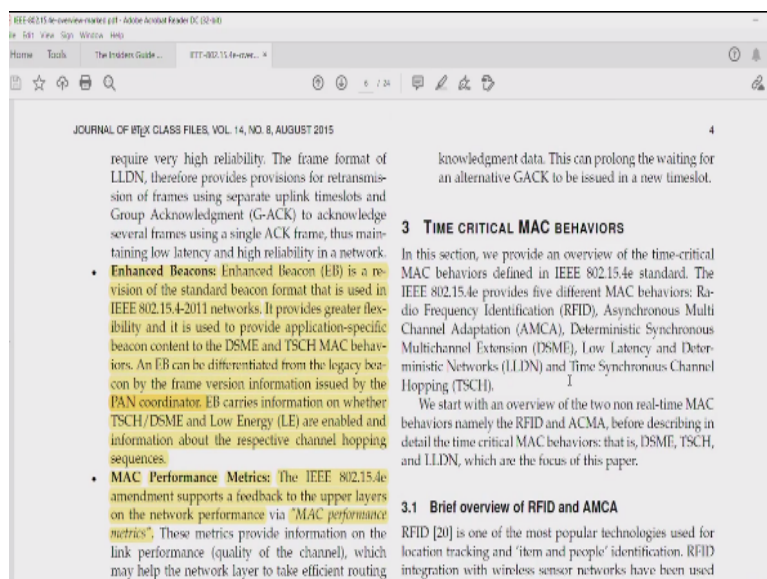 IEEE-802.15.4e-overview-marked.pdf - Adobe Acrobat Reader DC (32-bit)
Edit View Sign Window Help
Home Tools The Insiders Guide ... IEEE-802.15.4e-over... ×
6 / 24
JOURNAL OF LATEX CLASS FILES, VOL. 14, NO. 8, AUGUST 2015 4
require very high reliability. The frame format of
LLDN, therefore provides provisions for retransmis-
sion of frames using separate uplink timeslots and
Group Acknowledgment (G-ACK) to acknowledge
several frames using a single ACK frame, thus main-
taining low latency and high reliability in a network.
• Enhanced Beacons: Enhanced Beacon (EB) is a re-
vision of the standard beacon format that is used in
IEEE 802.15.4-2011 networks. It provides greater flex-
ibility and it is used to provide application-specific
beacon content to the DSME and TSCH MAC behav-
iors. An EB can be differentiated from the legacy bea-
con by the frame version information issued by the
PAN coordinator. EB carries information on whether
TSCH/DSME and Low Energy (LE) are enabled and
information about the respective channel hopping
sequences.
• MAC Performance Metrics: The IEEE 802.15.4e
amendment supports a feedback to the upper layers
on the network performance via "MAC performance
metrics". These metrics provide information on the
link performance (quality of the channel), which
may help the network layer to take efficient routing
knowledgment data. This can prolong the waiting for
an alternative GACK to be issued in a new timeslot.
3 TIME CRITICAL MAC BEHAVIORS
In this section, we provide an overview of the time-critical
MAC behaviors defined in IEEE 802.15.4e standard. The
IEEE 802.15.4e provides five different MAC behaviors: Ra-
dio Frequency Identification (RFID), Asynchronous Multi
Channel Adaptation (AMCA), Deterministic Synchronous
Multichannel Extension (DSME), Low Latency and Deter-
ministic Networks (LLDN) and Time Synchronous Channel
Hopping (TSCH).
We start with an overview of the two non real-time MAC
behaviors namely the RFID and ACMA, before describing in
detail the time critical MAC behaviors: that is, DSME, TSCH,
and LLDN, which are the focus of this paper.
3.1 Brief overview of RFID and AMCA
RFID [20] is one of the most popular technologies used for
location tracking and 'item and people' identification. RFID
integration with wireless sensor networks have been used